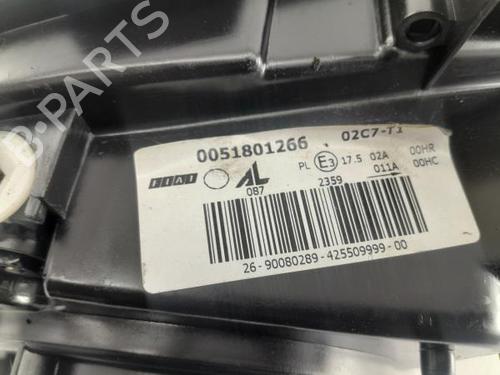 B-PARTS
0051801266 . 02C7-T1
FIAT AL PL E3 17.5 02A 00HR
087 2359 011A 00HC
26-90080289-425509999-00